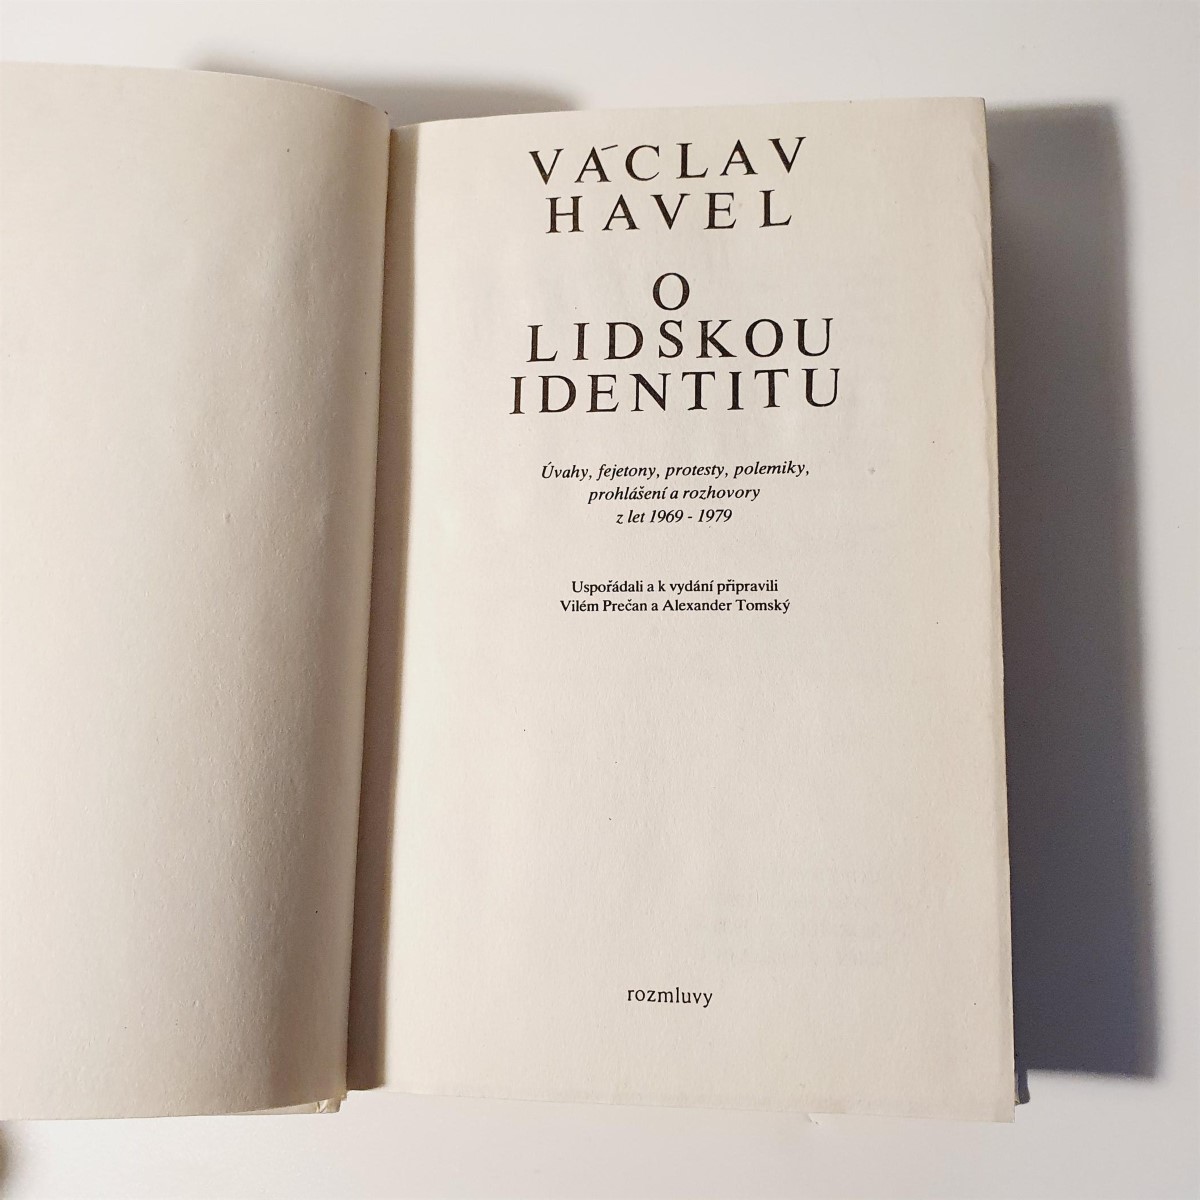 VÁCLAV
HAVEL
O
LIDSKOU
IDENTITU
Úvahy, fejetony, protesty, polemiky,
prohlášení a rozhovory
z let 1969 - 1979
Uspořádali a k vydání připravili
Vilém Prečan a Alexander Tomský
rozmluvy